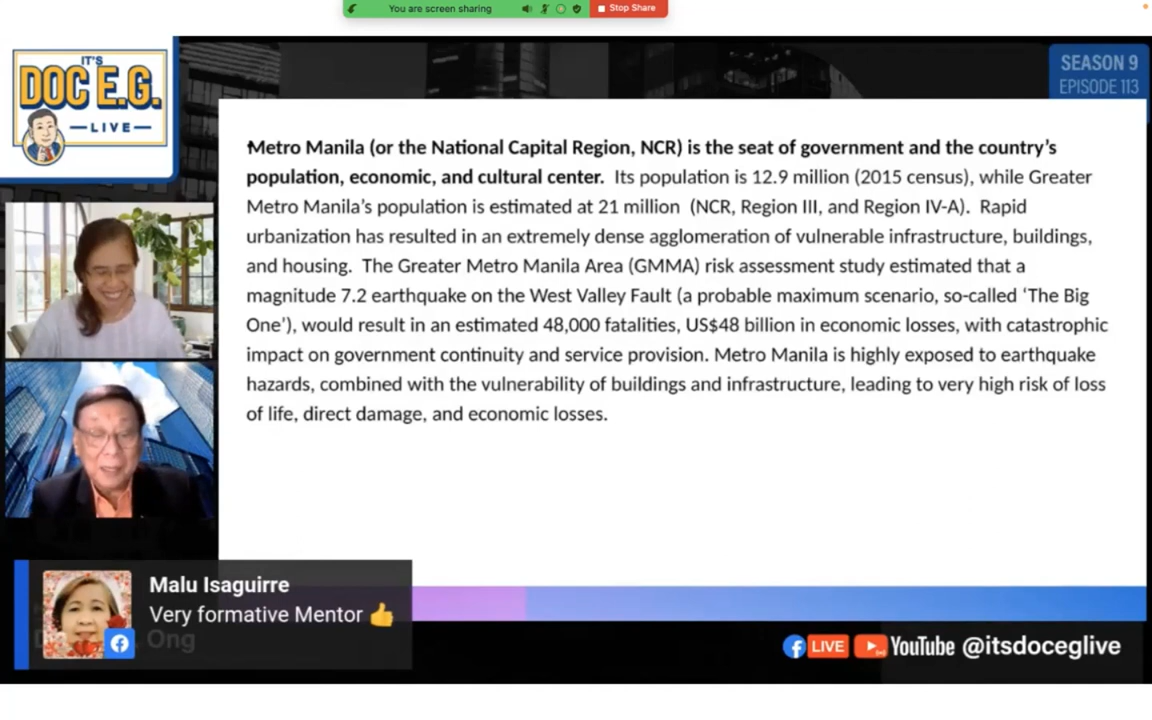 You are screen sharing
Stop Share
IT'S
DOC E.G.
LIVE
SEASON 9
EPISODE 113
Metro Manila (or the National Capital Region, NCR) is the seat of government and the country's
population, economic, and cultural center. Its population is 12.9 million (2015 census), while Greater
Metro Manila's population is estimated at 21 million (NCR, Region III, and Region IV-A). Rapid
urbanization has resulted in an extremely dense agglomeration of vulnerable infrastructure, buildings,
and housing. The Greater Metro Manila Area (GMMA) risk assessment study estimated that a
magnitude 7.2 earthquake on the West Valley Fault (a probable maximum scenario, so-called 'The Big
One'), would result in an estimated 48,000 fatalities, US$48 billion in economic losses, with catastrophic
impact on government continuity and service provision. Metro Manila is highly exposed to earthquake
hazards, combined with the vulnerability of buildings and infrastructure, leading to very high risk of loss
of life, direct damage, and economic losses.
Malu Isaguirre
Very formative Mentor 👍
Ong
LIVE YouTube @itsdoceglive